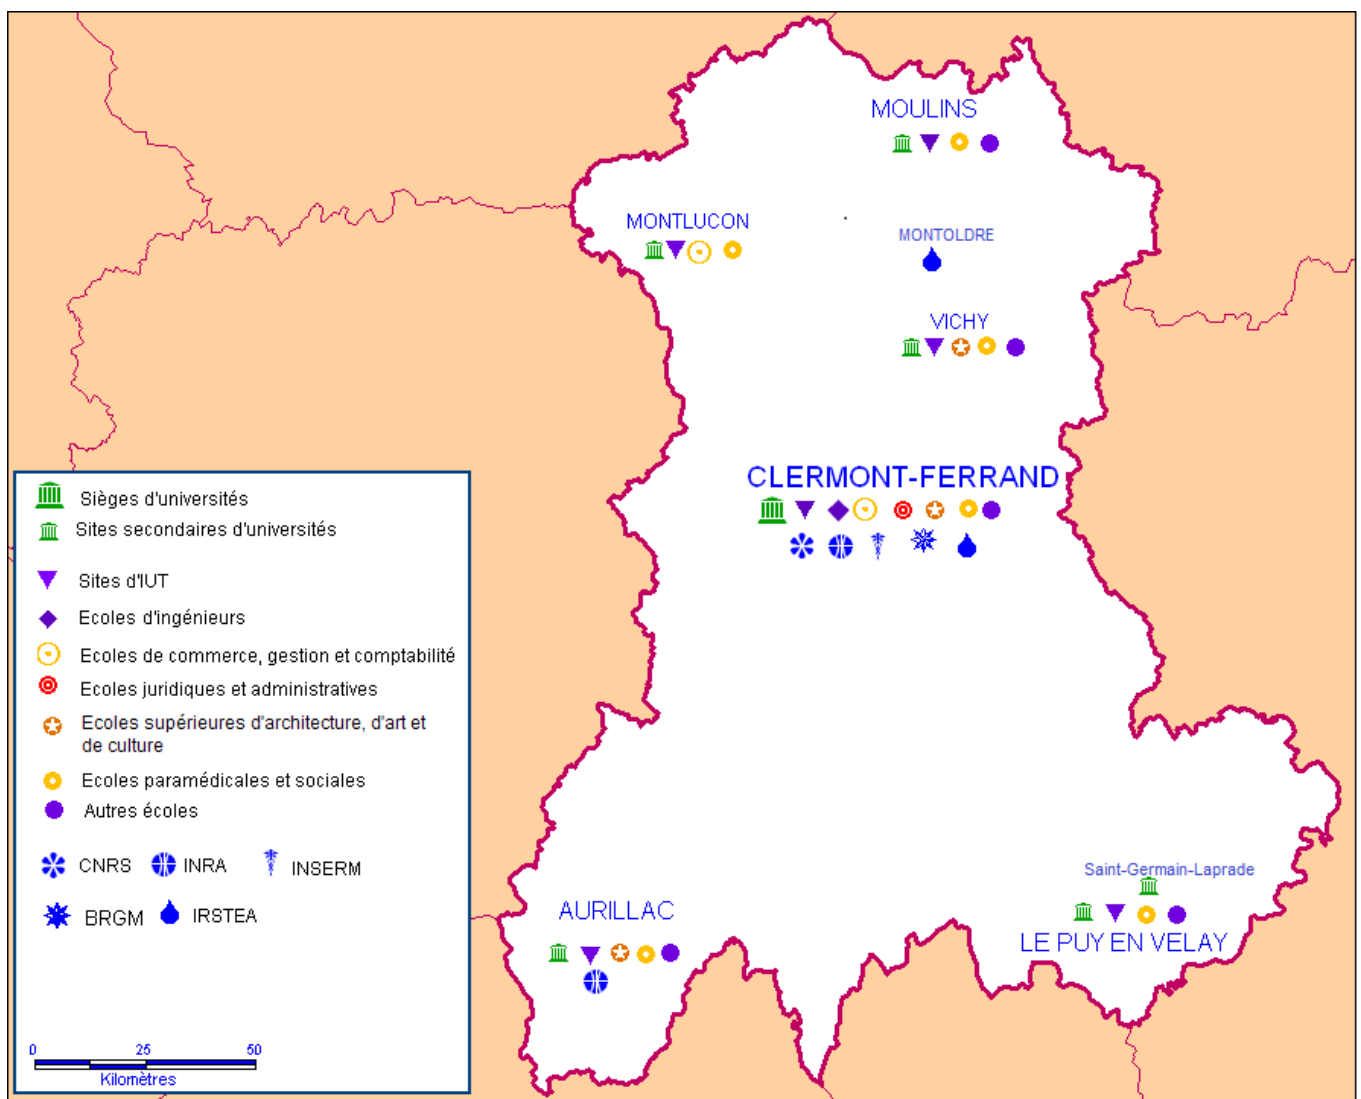 MOULINS
MONTLUCON
MONTOLDRE
VICHY
CLERMONT-FERRAND
Sièges d'universités
Sites secondaires d'universités
Sites d'IUT
Ecoles d'ingénieurs
Ecoles de commerce, gestion et comptabilité
Ecoles juridiques et administratives
Ecoles supérieures d'architecture, d'art et
de culture
Ecoles paramédicales et sociales
Autres écoles
CNRS INRA INSERM
BRGM IRSTEA
0 25 50
Kilomètres
Saint-Germain-Laprade
AURILLAC
LE PUY EN VELAY